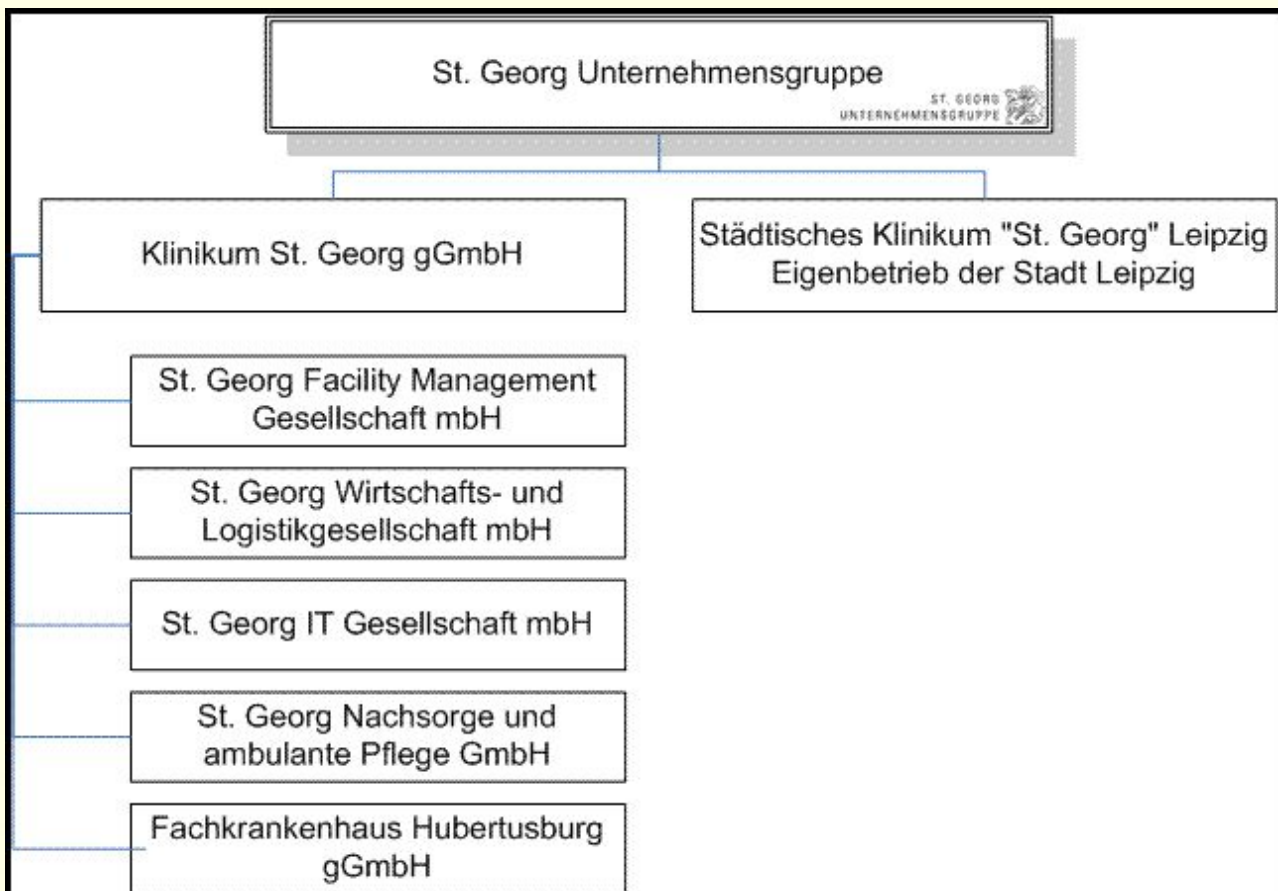 St. Georg Unternehmensgruppe
ST. GEORG
UNTERNEHMENSGRUPPE
Klinikum St. Georg gGmbH
Städtisches Klinikum "St. Georg" Leipzig
Eigenbetrieb der Stadt Leipzig
St. Georg Facility Management
Gesellschaft mbH
St. Georg Wirtschafts- und
Logistikgesellschaft mbH
St. Georg IT Gesellschaft mbH
St. Georg Nachsorge und
ambulante Pflege GmbH
Fachkrankenhaus Hubertusburg
gGmbH